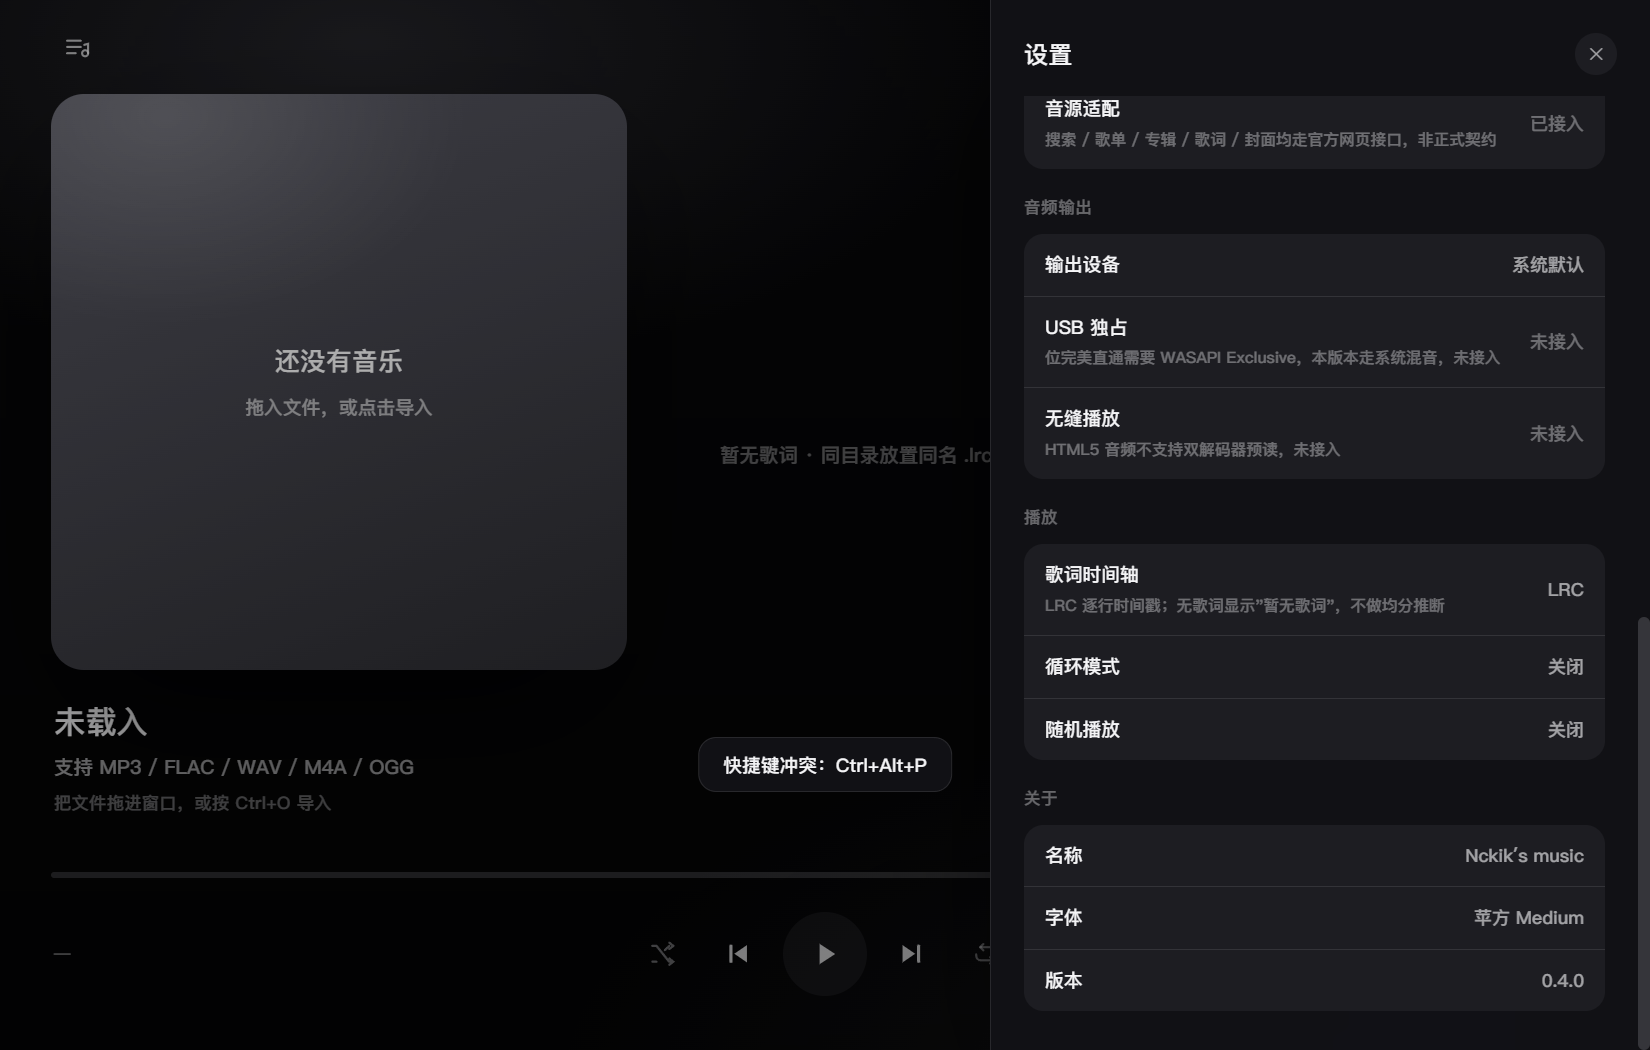 还没有音乐
拖入文件，或点击导入
暂无歌词 · 同目录放置同名 .lrc
未载入
支持 MP3 / FLAC / WAV / M4A / OGG
把文件拖进窗口，或按 Ctrl+O 导入
快捷键冲突：Ctrl+Alt+P
设置
音源适配
搜索 / 歌单 / 专辑 / 歌词 / 封面均走官方网页接口，非正式契约
已接入
音频输出
输出设备
系统默认
USB 独占
位完美直通需要 WASAPI Exclusive，本版本走系统混音，未接入
未接入
无缝播放
HTML5 音频不支持双解码器预读，未接入
未接入
播放
歌词时间轴
LRC 逐行时间戳；无歌词显示”暂无歌词”，不做均分推断
LRC
循环模式
关闭
随机播放
关闭
关于
名称
Nckik’s music
字体
苹方 Medium
版本
0.4.0